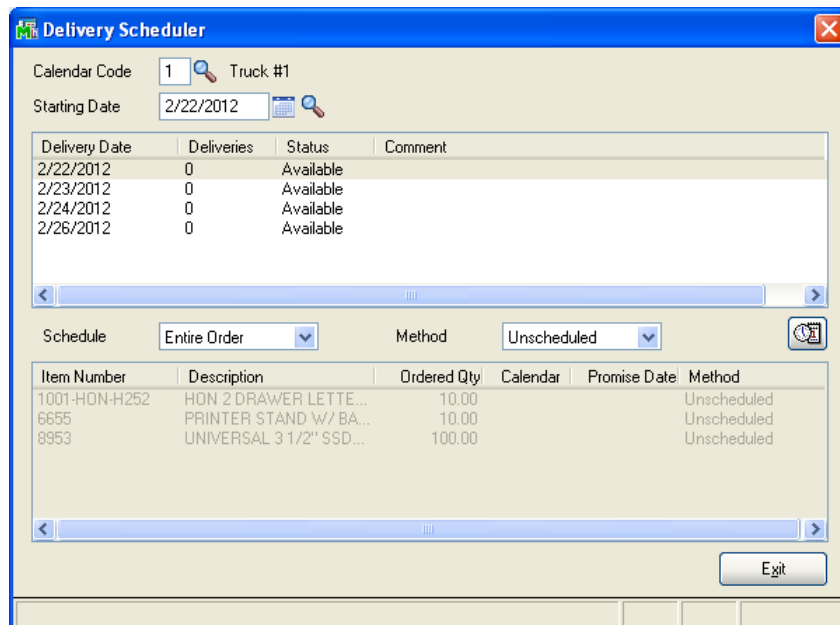 Delivery Scheduler
Calendar Code 1 Truck #1
Starting Date 2/22/2012
Delivery Date Deliveries Status Comment
2/22/2012 0 Available
2/23/2012 0 Available
2/24/2012 0 Available
2/26/2012 0 Available
Schedule Entire Order Method Unscheduled
Item Number Description Ordered Qty Calendar Promise Date Method
1001-HON-H252 HON 2 DRAWER LETTE... 10.00 Unscheduled
6655 PRINTER STAND W/ BA... 10.00 Unscheduled
8953 UNIVERSAL 3 1/2" SSD... 100.00 Unscheduled
Exit